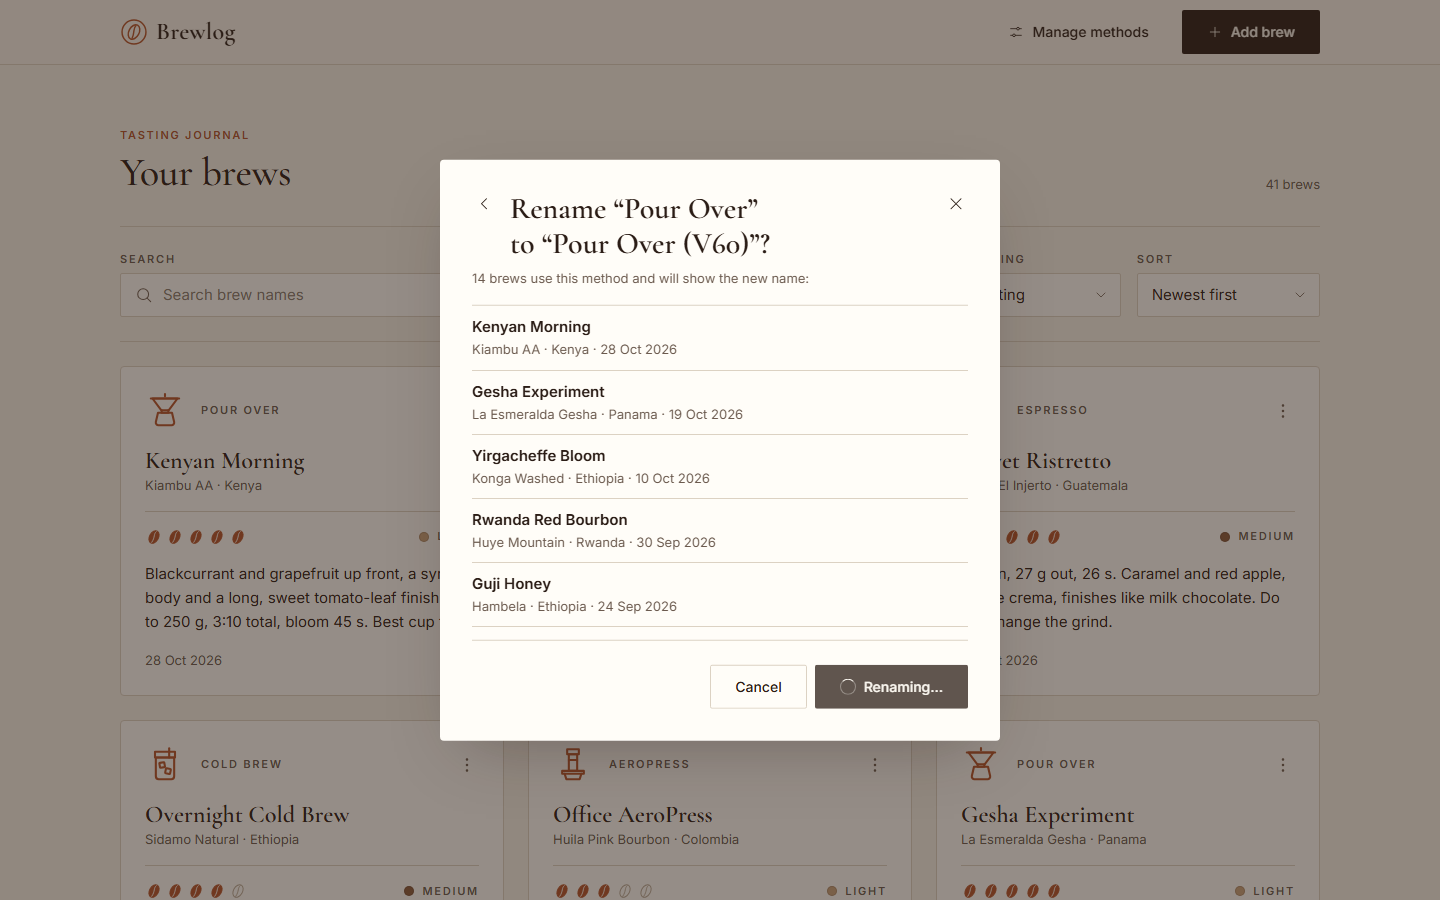 Brewlog
Manage methods
Add brew
TASTING JOURNAL
Your brews
41 brews
SEARCH
SORT
Search brew names
Newest first
Rename “Pour Over”
to “Pour Over (V60)”?
14 brews use this method and will show the new name:
Kenyan Morning
Kiambu AA · Kenya · 28 Oct 2026
Gesha Experiment
La Esmeralda Gesha · Panama · 19 Oct 2026
Yirgacheffe Bloom
Konga Washed · Ethiopia · 10 Oct 2026
Rwanda Red Bourbon
Huye Mountain · Rwanda · 30 Sep 2026
Guji Honey
Hambela · Ethiopia · 24 Sep 2026
Cancel
Renaming…
POUR OVER
Kenyan Morning
Kiambu AA · Kenya
Blackcurrant and grapefruit up front, a
body and a long, sweet tomato-leaf finish
to 250 g, 3:10 total, bloom 45 s. Best cup
28 Oct 2026
ESPRESSO
Ristretto
El Injerto · Guatemala
MEDIUM
27 g out, 26 s. Caramel and red apple,
crema, finishes like milk chocolate. Do
the grind.
2026
COLD BREW
Overnight Cold Brew
Sidamo Natural · Ethiopia
MEDIUM
AEROPRESS
Office AeroPress
Huila Pink Bourbon · Colombia
LIGHT
POUR OVER
Gesha Experiment
La Esmeralda Gesha · Panama
LIGHT